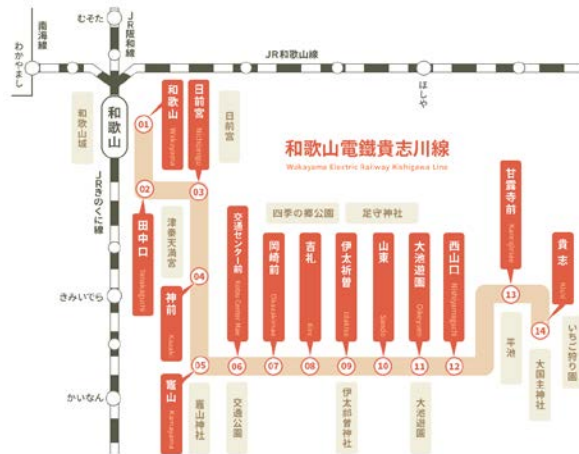 南海線
わかやまし
むそた
JR阪和線
JR和歌山線
ほしや
和歌山
和歌山城
JRきのくに線
きみいでら
かいなん
和歌山電鐵貴志川線
Wakayama Electric Railway Kishigawa Line
01
和歌山
Wakayama
02
田中口
Tanakaguchi
03
日前宮
Nichizengu
日前宮
津秦天満宮
04
神前
Kozaki
05
竈山
Kamayama
竈山神社
06
交通センター前
Kotsu Center Mae
交通公園
07
岡崎前
Okazakimae
四季の郷公園
08
吉礼
Kire
足守神社
09
伊太祈曽
Idakiso
伊太祁曽神社
10
山東
Sando
11
大池遊園
Oikeyuen
大池遊園
12
西山口
Nishiyamaguchi
13
甘露寺前
Kanrojimae
平池
14
貴志
Kishi
大国主神社
いちご狩り園